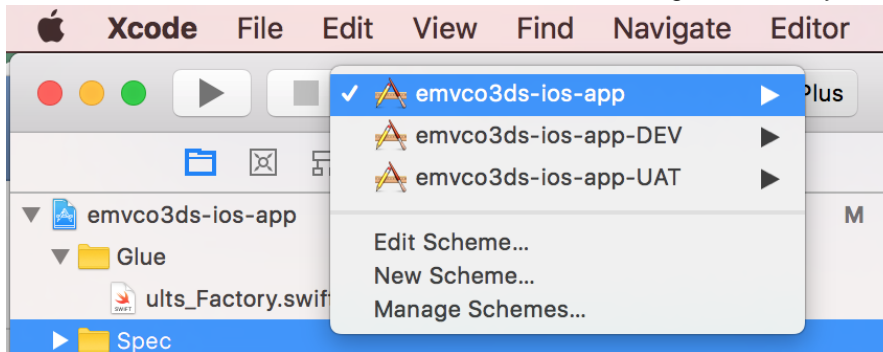 Xcode File Edit View Find Navigate Editor
emvco3ds-ios-app Plus
emvco3ds-ios-app-DEV
emvco3ds-ios-app-UAT
emvco3ds-ios-app M
Edit Scheme...
Glue
New Scheme...
ults_Factory.swift
Manage Schemes...
Spec